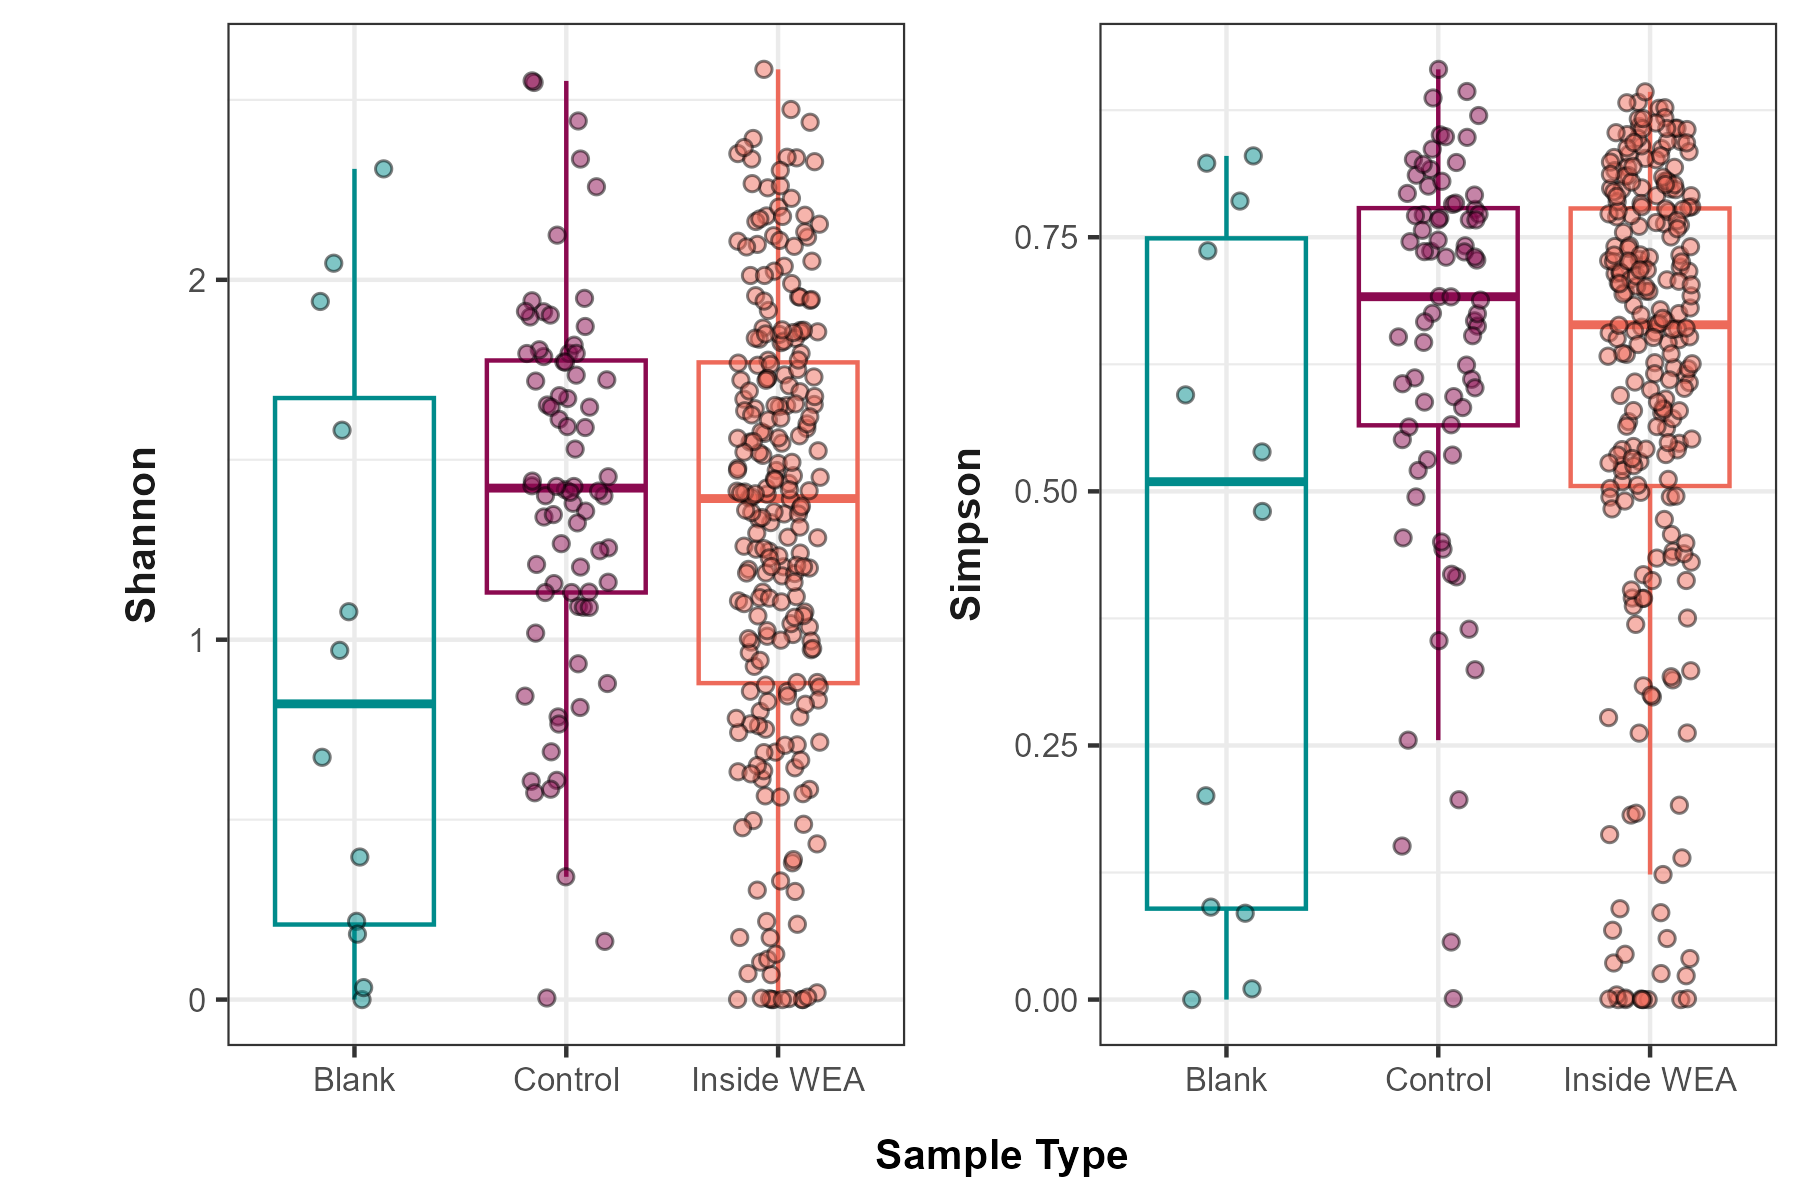 Shannon
2
1
0
Blank
Control
Inside WEA
Simpson
0.75
0.50
0.25
0.00
Blank
Control
Inside WEA
Sample Type